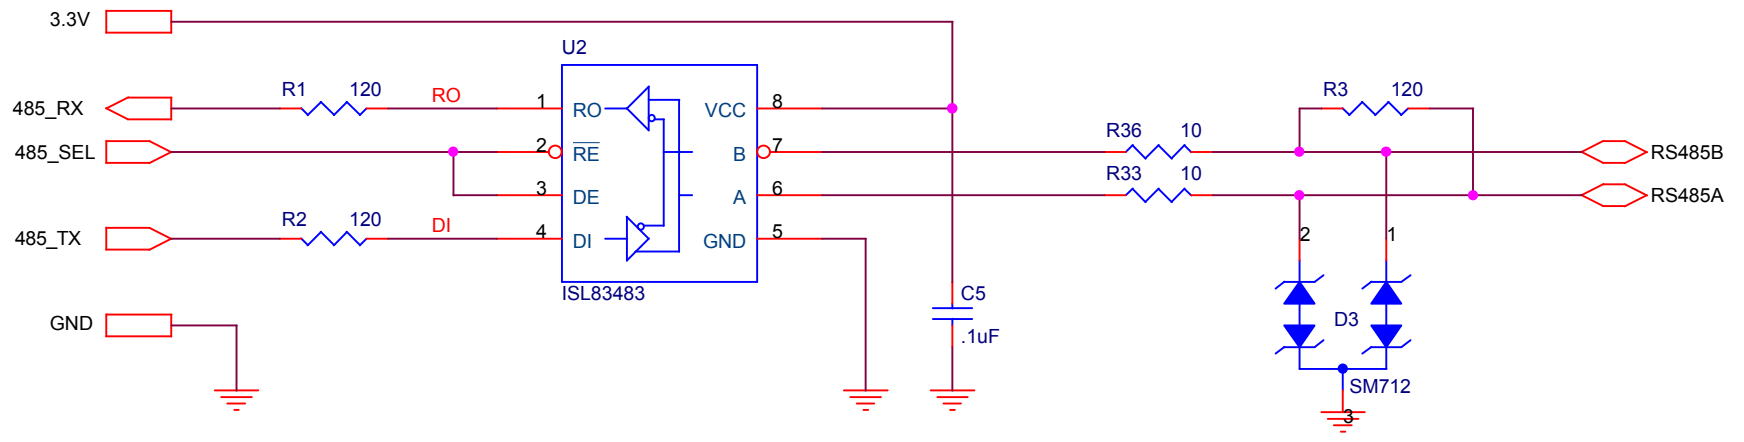 3.3V
U2
R1 120
RO
1
RO
VCC
8
R3 120
485_RX
R36 10
485_SEL
2
RE
B
7
RS485B
R33 10
3
DE
A
6
RS485A
R2 120
DI
4
DI
GND
5
2
1
485_TX
ISL83483
C5
.1uF
D3
GND
SM712
3